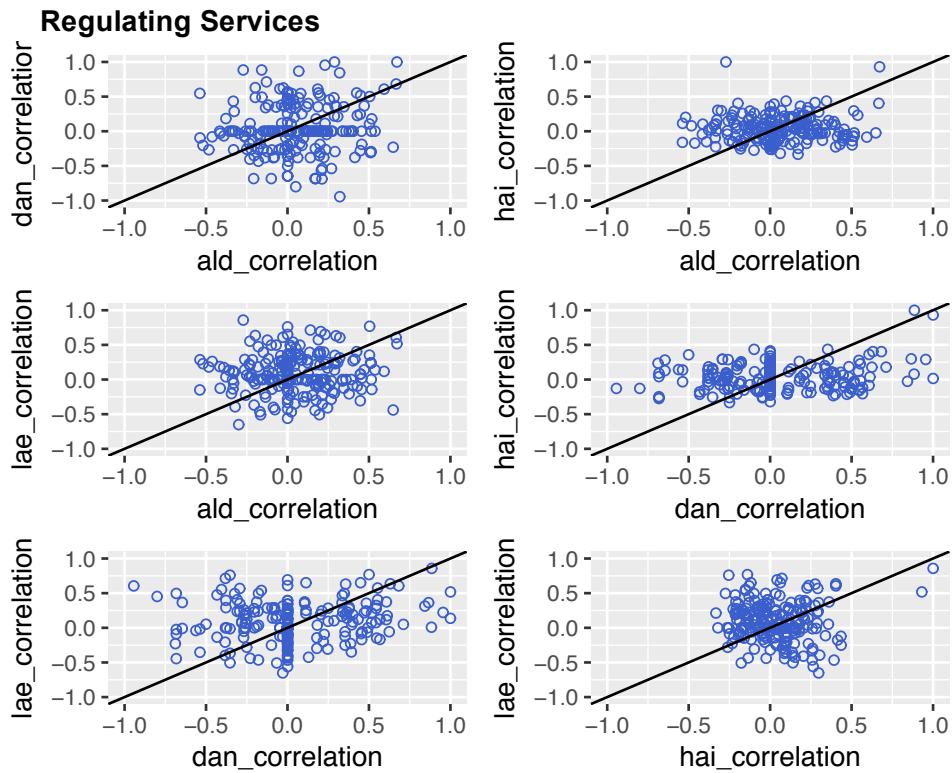 Regulating Services
dan_correlation
1.0
0.5
0.0
−0.5
−1.0
−1.0 −0.5 0.0 0.5 1.0
ald_correlation
hai_correlation
1.0
0.5
0.0
−0.5
−1.0
−1.0 −0.5 0.0 0.5 1.0
ald_correlation
lae_correlation
1.0
0.5
0.0
−0.5
−1.0
−1.0 −0.5 0.0 0.5 1.0
ald_correlation
hai_correlation
1.0
0.5
0.0
−0.5
−1.0
−1.0 −0.5 0.0 0.5 1.0
dan_correlation
lae_correlation
1.0
0.5
0.0
−0.5
−1.0
−1.0 −0.5 0.0 0.5 1.0
dan_correlation
lae_correlation
1.0
0.5
0.0
−0.5
−1.0
−1.0 −0.5 0.0 0.5 1.0
hai_correlation